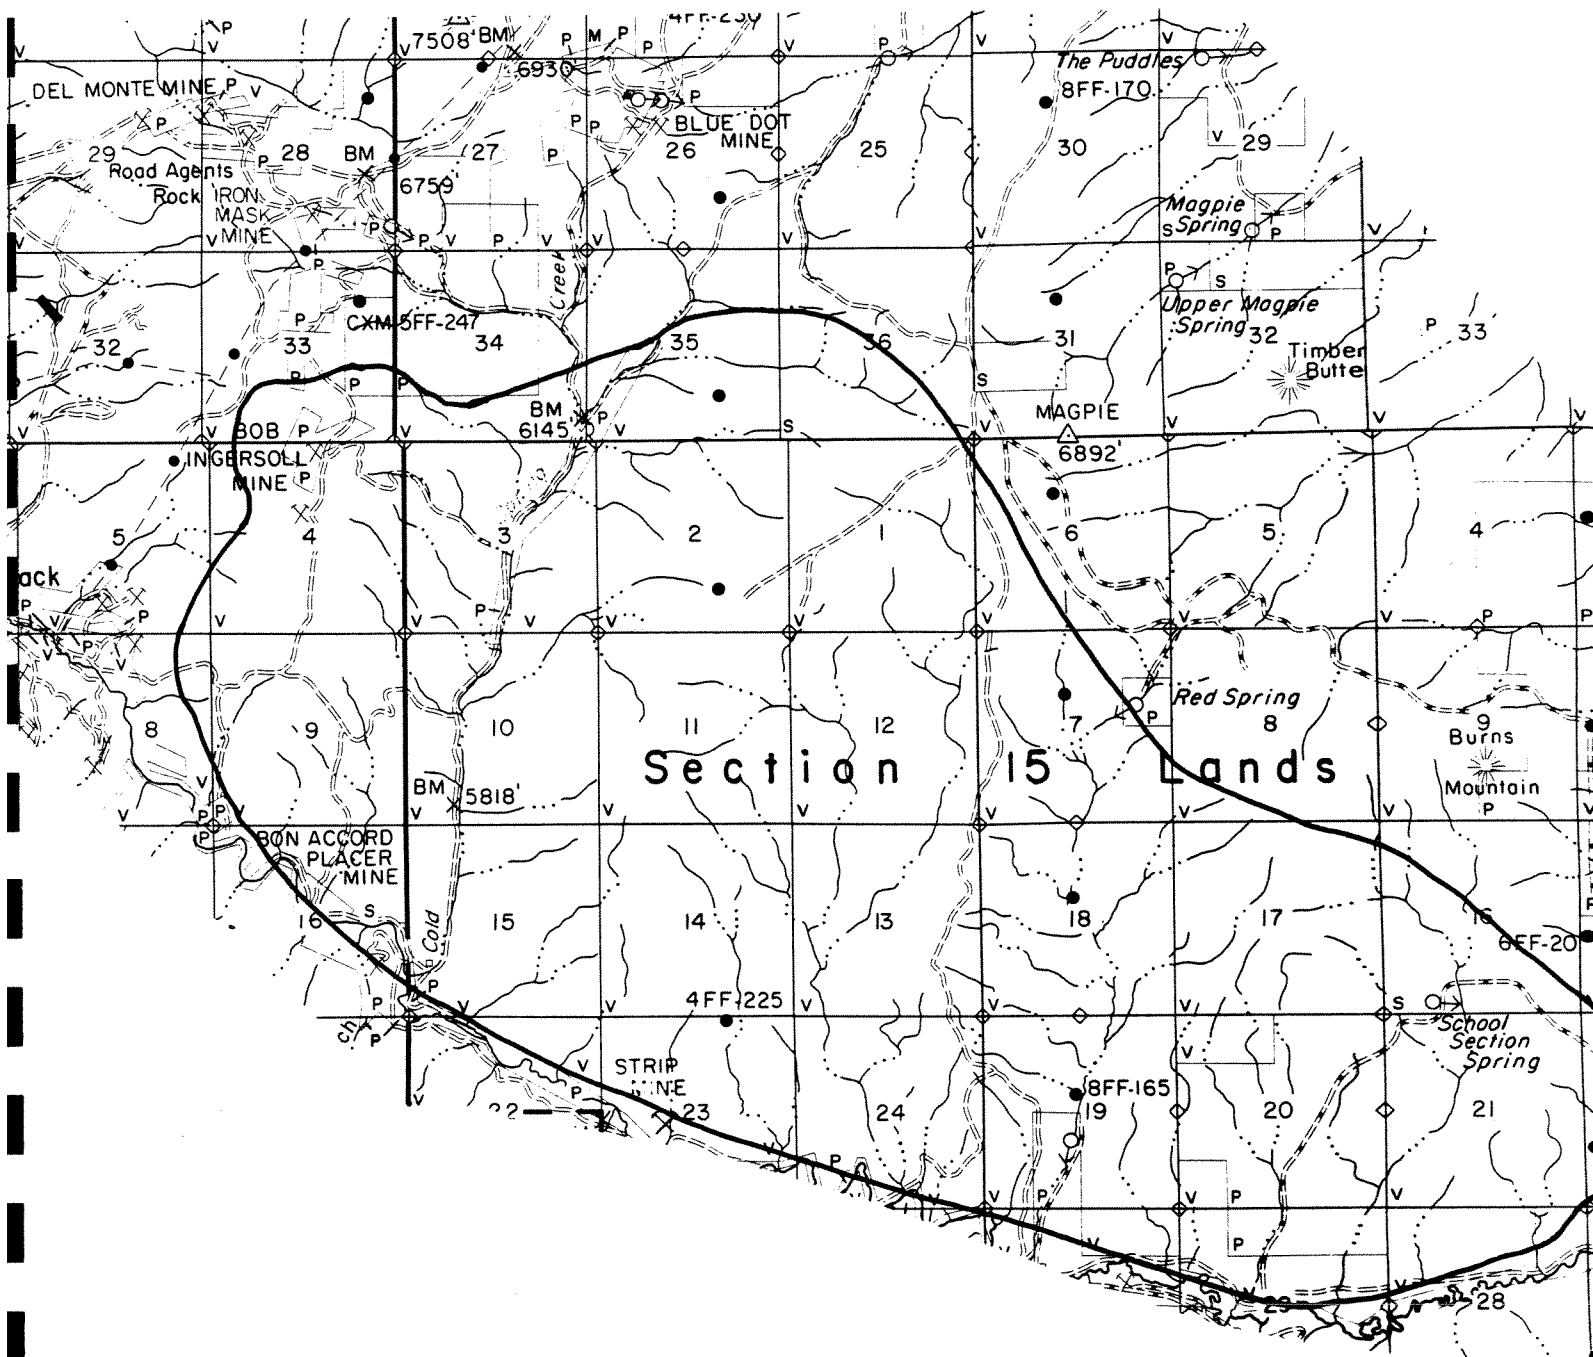 P
4FF-230
7508' BM
P M P P
V
P
V
V
6930'
The Puddles
8FF-170
DEL MONTE MINE P V
P
P
BLUE DOT
MINE
P P
V
29
28
BM
27
P
26
25
30
29
Road Agents
Rock
P
6759'
IRON
MASK
MINE
Magpie
Spring
S
P
V
P
P V P V V
V
V
P
Creek
P
S
Upper Magpie
Spring
CXM-5FF-247
P
32
33
34
35
36
31
32
P
33
Timber
Butte
P P P
S
BM
6145'
P
MAGPIE
6892'
V
BOB
INGERSOLL
MINE
P
P
V
V
S
V
V
V
V
5
4
3
2
1
6
5
4
ack
P
P
P
V
V
V V
V
V
V
V
V
P
P
P
V
V
Red Spring
P
8
9
10
11
12
7
8
9
Burns
Mountain
P
Section 15 Lands
BM 5818'
V
P
P
P
V
V
V
V
V
V
V
V
BON ACCORD
PLACER
MINE
S
Cold
16
15
14
13
18
17
16
6FF-20
P
P
P
P
ch
V
V
4FF-225
V
V
V
S
School
Section
Spring
STRIP
V
P
V
8FF-165
V
22
23
24
19
20
21
V
P
V
V
P
V
P
V
V
P
V
V
29
28